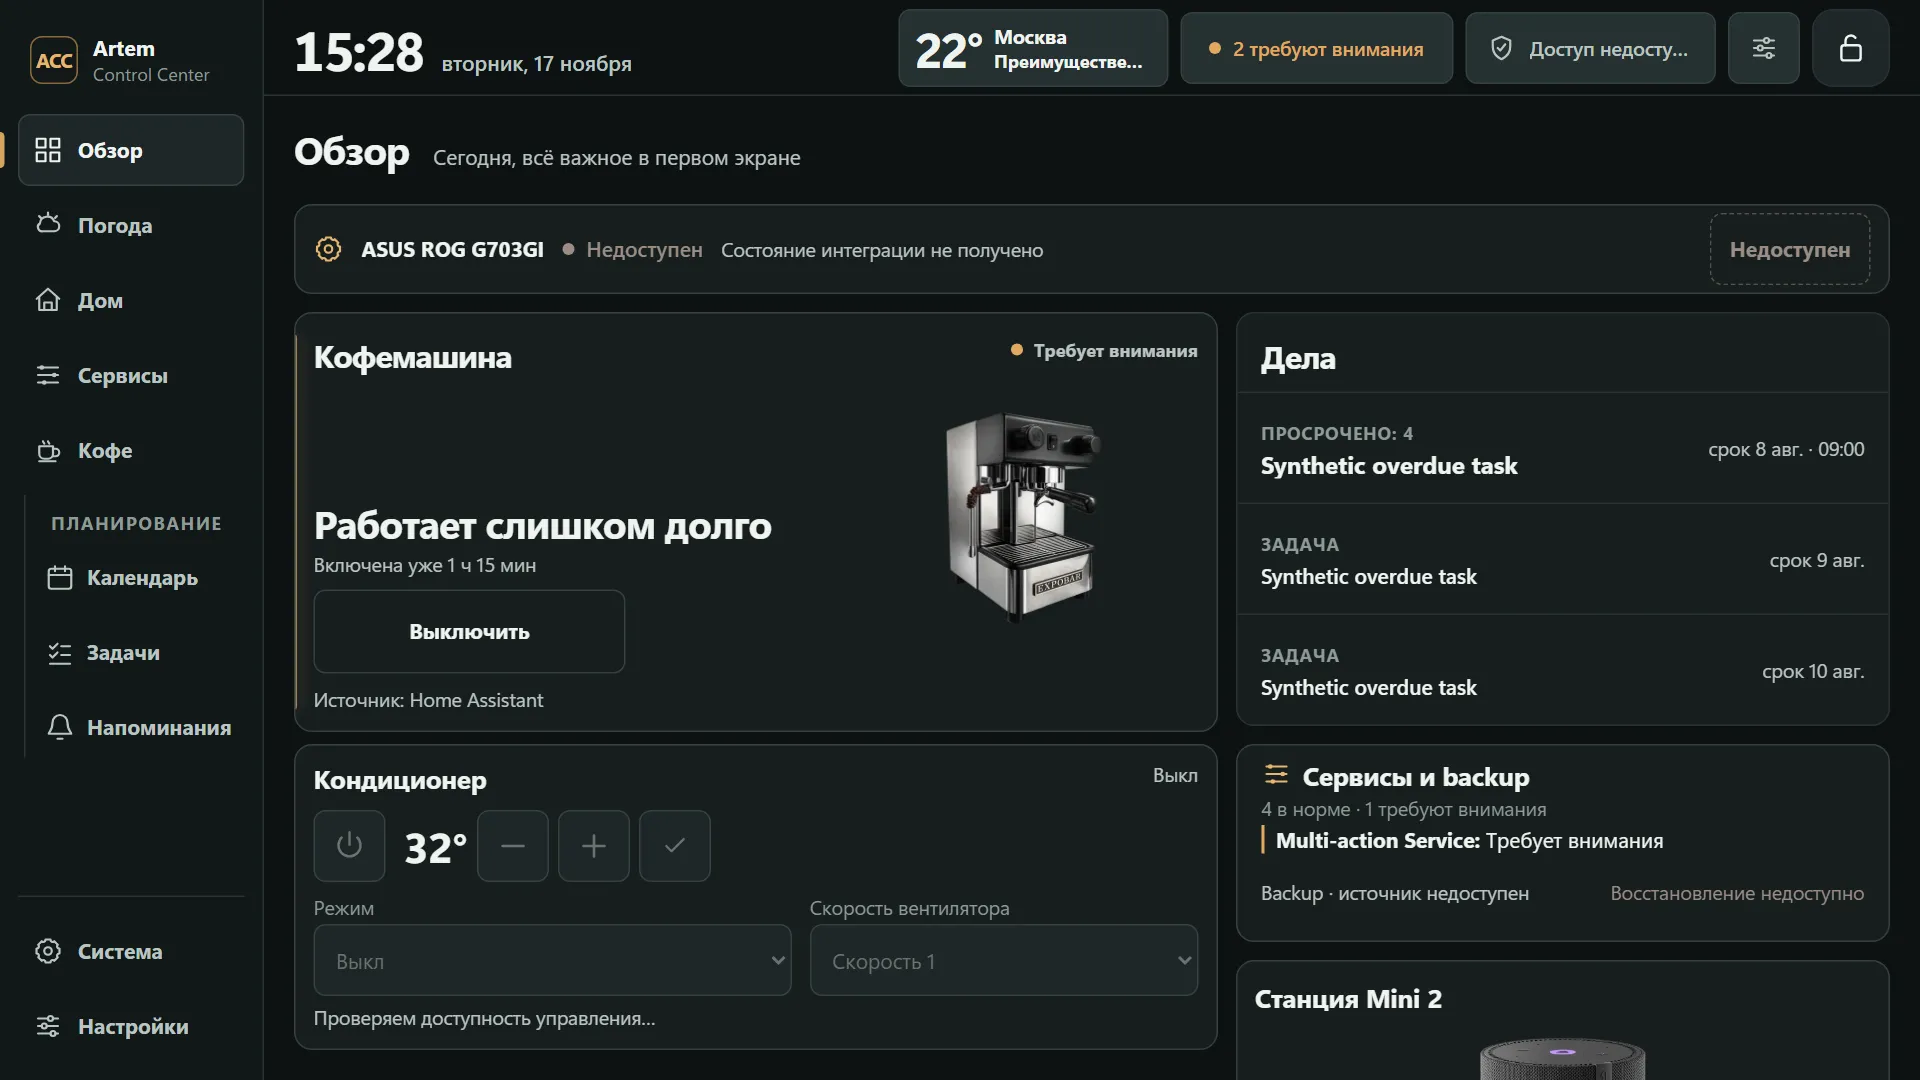 ACC
Artem
Control Center
Обзор
Погода
Дом
Сервисы
Кофе
ПЛАНИРОВАНИЕ
Календарь
Задачи
Напоминания
Система
Настройки
15:28 вторник, 17 ноября
22° Москва
Преимуществе...
2 требуют внимания
Доступ недосту...
Обзор Сегодня, всё важное в первом экране
ASUS ROG G703GI Недоступен Состояние интеграции не получено
Недоступен
Кофемашина
Требует внимания
EXPOBAR
Работает слишком долго
Включена уже 1 ч 15 мин
Выключить
Источник: Home Assistant
Дела
ПРОСРОЧЕНО: 4
Synthetic overdue task
срок 8 авг. · 09:00
ЗАДАЧА
Synthetic overdue task
срок 9 авг.
ЗАДАЧА
Synthetic overdue task
срок 10 авг.
Кондиционер
Выкл
32°
Режим
Выкл
Скорость вентилятора
Скорость 1
Проверяем доступность управления...
Сервисы и backup
4 в норме · 1 требуют внимания
Multi-action Service: Требует внимания
Backup · источник недоступен
Восстановление недоступно
Станция Mini 2